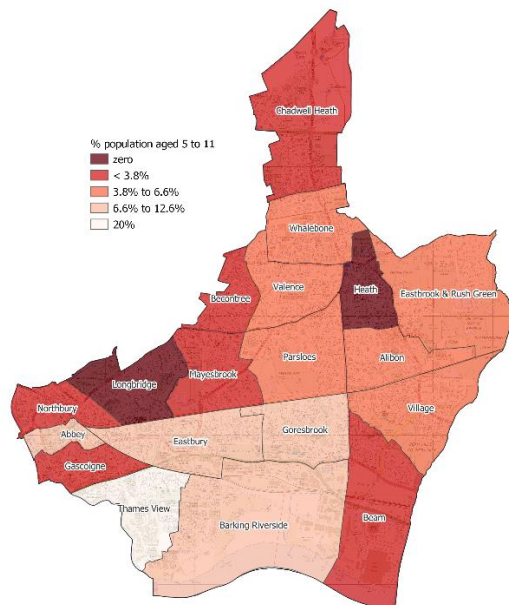 Chadwell Heath
% population aged 5 to 11
zero
< 3.8%
3.8% to 6.6%
6.6% to 12.6%
20%
Whalebone
Valence
Heath
Eastbrook & Rush Green
Becontree
Parsloes
Alibon
Longbridge
Mayesbrook
Northbury
Village
Abbey
Eastbury
Goresbrook
Gascoigne
Thames View
Barking Riverside
Beam